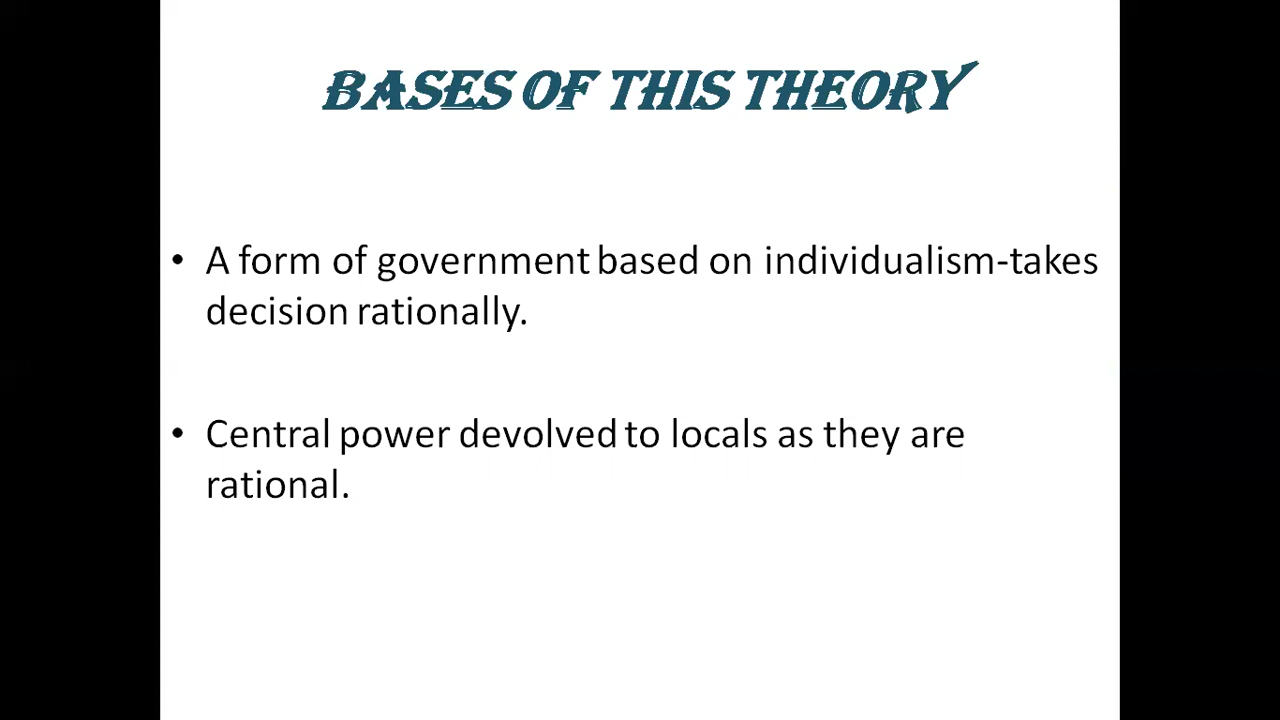 BASES OF THIS THEORY
• A form of government based on individualism-takes
decision rationally.
• Central power devolved to locals as they are
rational.